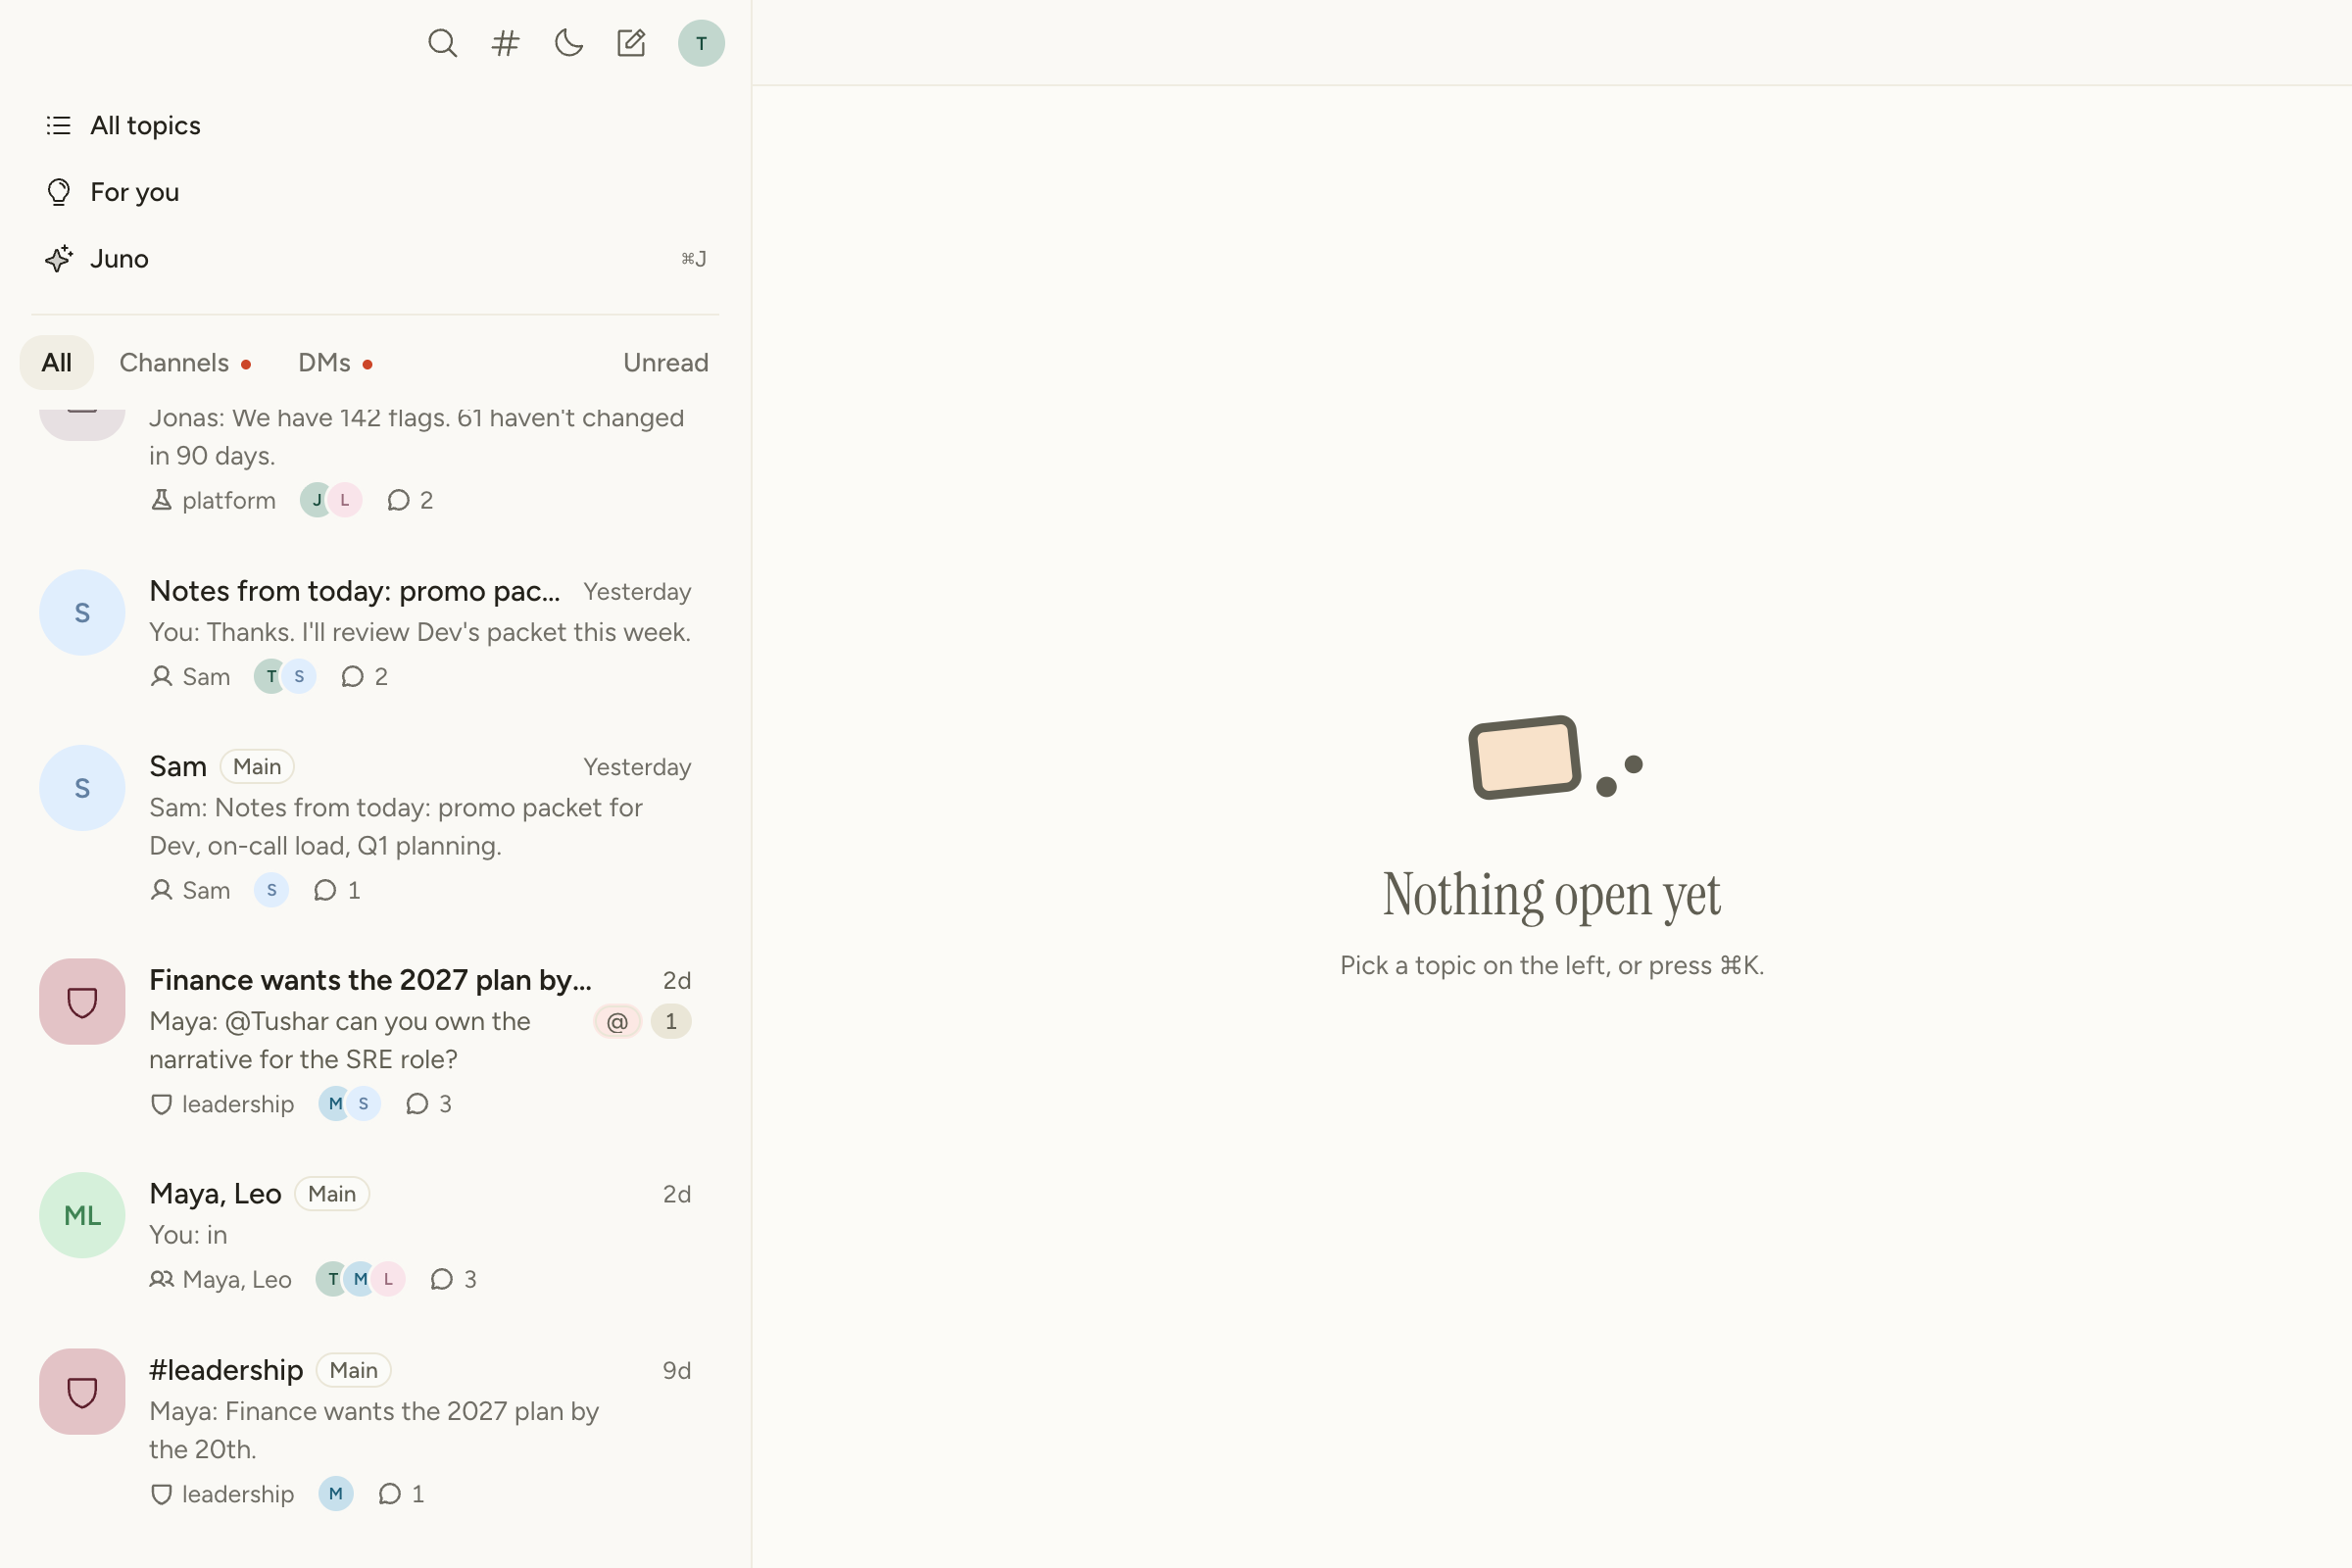 T
All topics
For you
Juno ⌘J
All Channels DMs Unread
Jonas: We have 142 flags. 61 haven't changed
in 90 days.
platform J L 2
S
Notes from today: promo pac... Yesterday
You: Thanks. I'll review Dev's packet this week.
Sam T S 2
S
Sam Main Yesterday
Sam: Notes from today: promo packet for
Dev, on-call load, Q1 planning.
Sam S 1
Finance wants the 2027 plan by... 2d
Maya: @Tushar can you own the @ 1
narrative for the SRE role?
leadership M S 3
ML
Maya, Leo Main 2d
You: in
Maya, Leo T M L 3
#leadership Main 9d
Maya: Finance wants the 2027 plan by
the 20th.
leadership M 1
Nothing open yet
Pick a topic on the left, or press ⌘K.